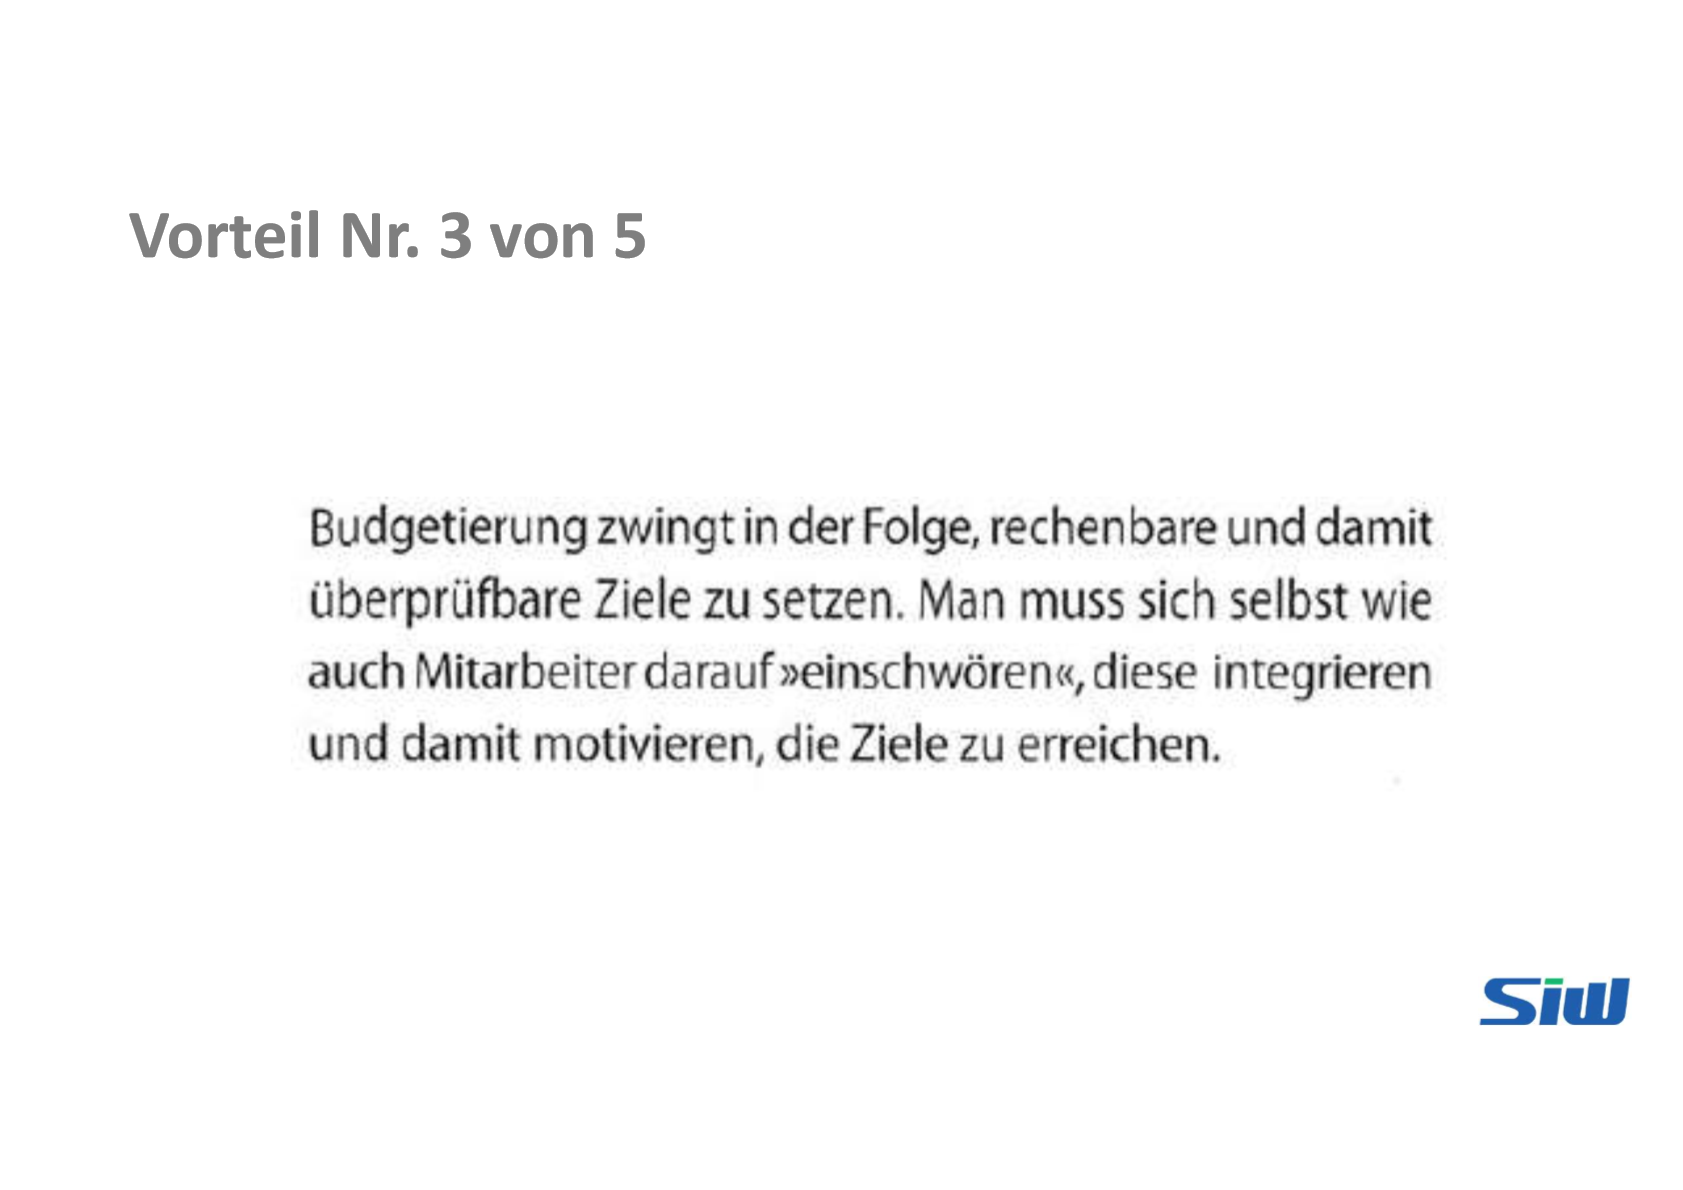 Vorteil Nr. 3 von 5
Budgetierung zwingt in der Folge, rechenbare und damit
überprüfbare Ziele zu setzen. Man muss sich selbst wie
auch Mitarbeiter darauf »einschwören«, diese integrieren
und damit motivieren, die Ziele zu erreichen.
Siw